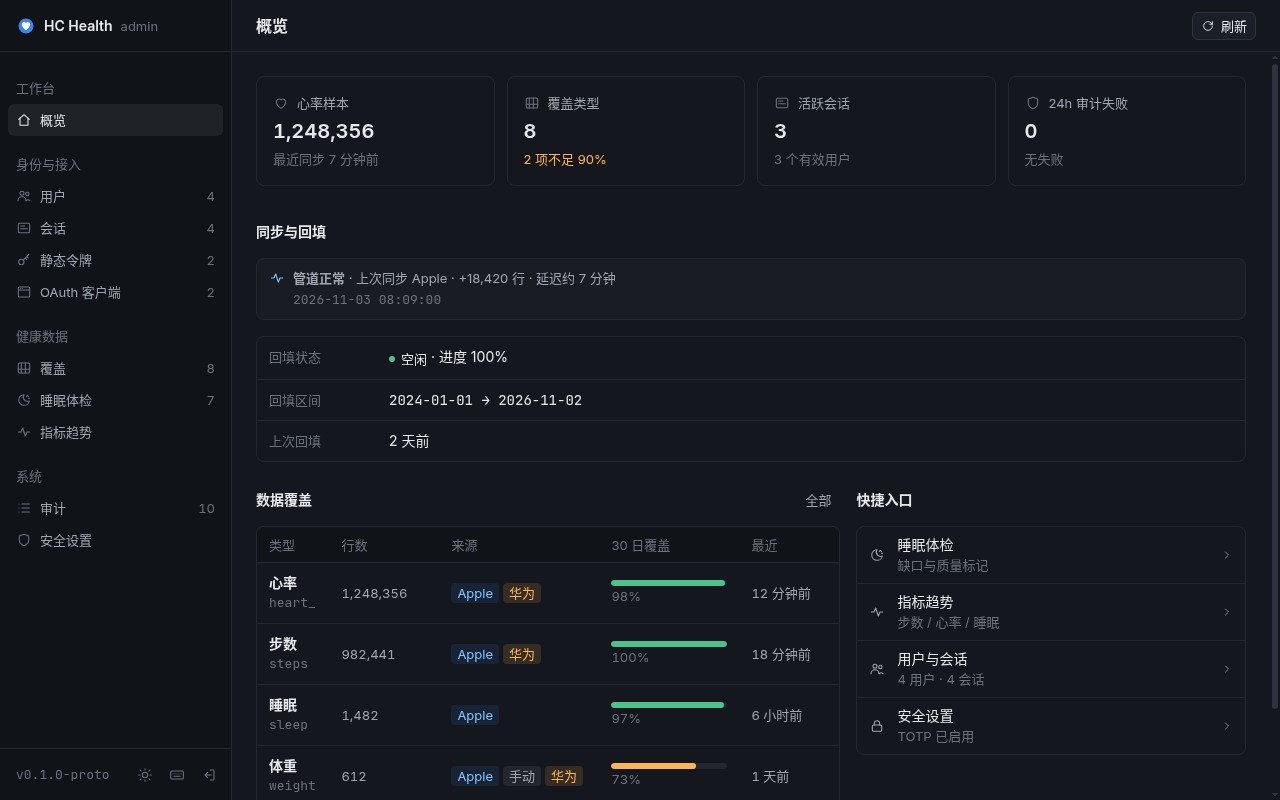 HC Health admin
工作台
概览
身份与接入
用户 4
会话 4
静态令牌 2
OAuth 客户端 2
健康数据
覆盖 8
睡眠体检 7
指标趋势
系统
审计 10
安全设置
v0.1.0-proto
概览
刷新
心率样本
1,248,356
最近同步 7 分钟前
覆盖类型
8
2 项不足 90%
活跃会话
3
3 个有效用户
24h 审计失败
0
无失败
同步与回填
管道正常 · 上次同步 Apple · +18,420 行 · 延迟约 7 分钟
2026-11-03 08:09:00
回填状态 空闲 · 进度 100%
回填区间 2024-01-01 → 2026-11-02
上次回填 2 天前
数据覆盖 全部
类型 行数 来源 30 日覆盖 最近
心率 1,248,356 Apple 华为 98% 12 分钟前
heart_
步数 982,441 Apple 华为 100% 18 分钟前
steps
睡眠 1,482 Apple 97% 6 小时前
sleep
体重 612 Apple 手动 华为 73% 1 天前
weight
快捷入口
睡眠体检
缺口与质量标记
指标趋势
步数 / 心率 / 睡眠
用户与会话
4 用户 · 4 会话
安全设置
TOTP 已启用